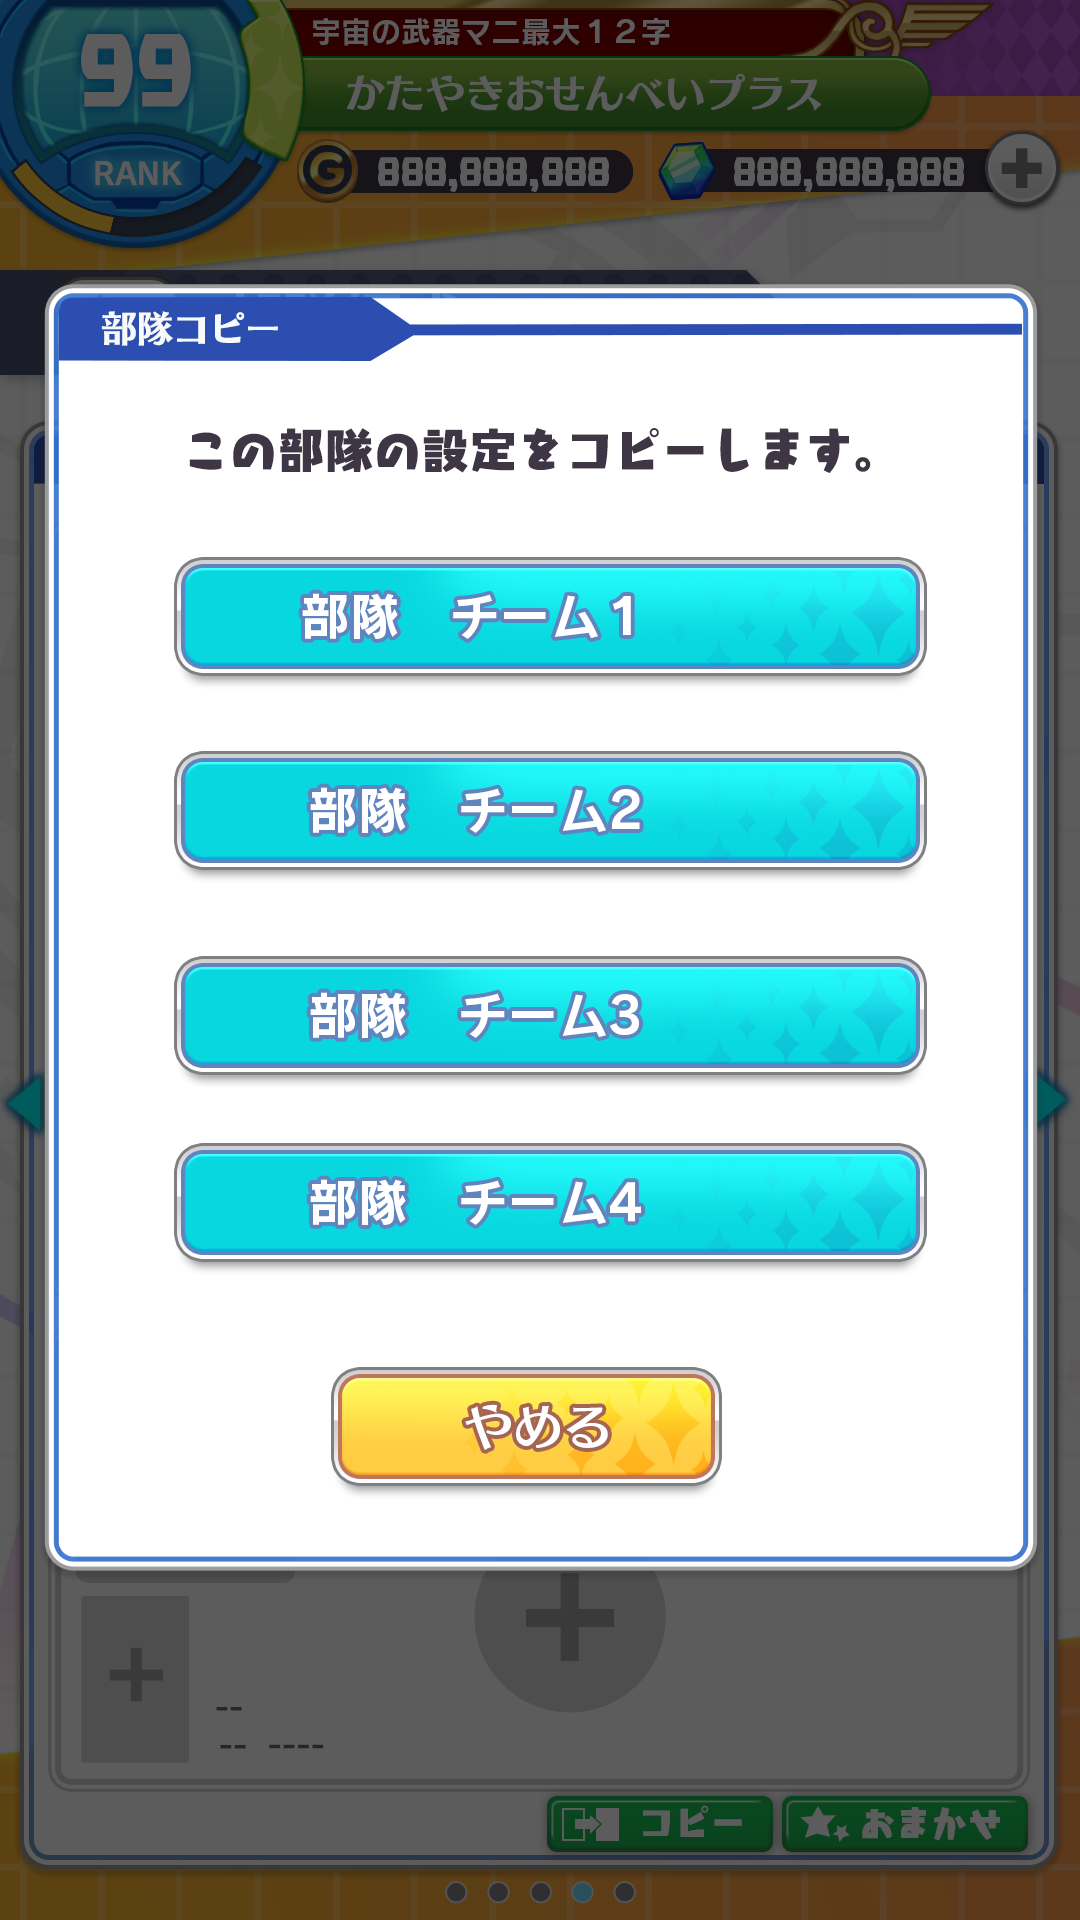 宇宙の武器マニ最大１２字
99
かたやきおせんべいプラス
RANK
G 888,888,888
888,888,888
部隊コピー
この部隊の設定をコピーします。
部隊　チーム1
部隊　チーム2
部隊　チーム3
部隊　チーム4
やめる
--
-- ----
コピー
おまかせ